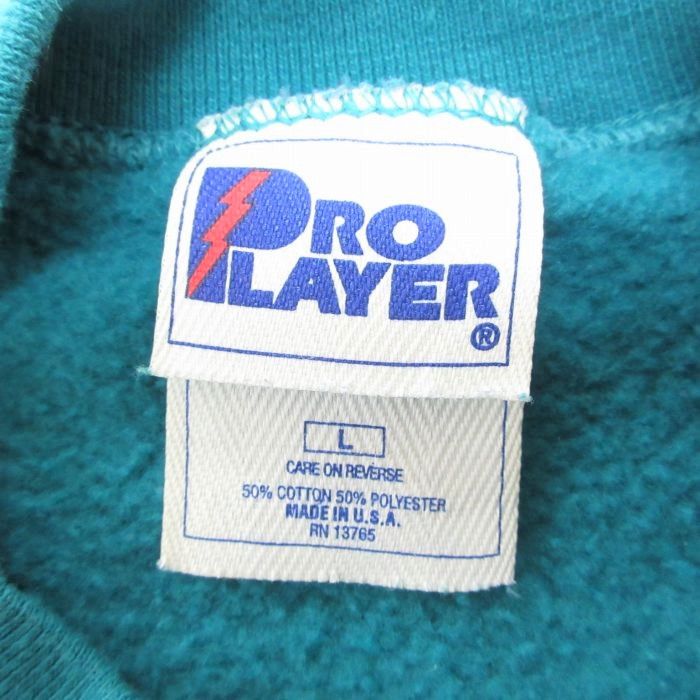 PRO
PLAYER
®
L
CARE ON REVERSE
50% COTTON 50% POLYESTER
MADE IN U.S.A.
RN 13765